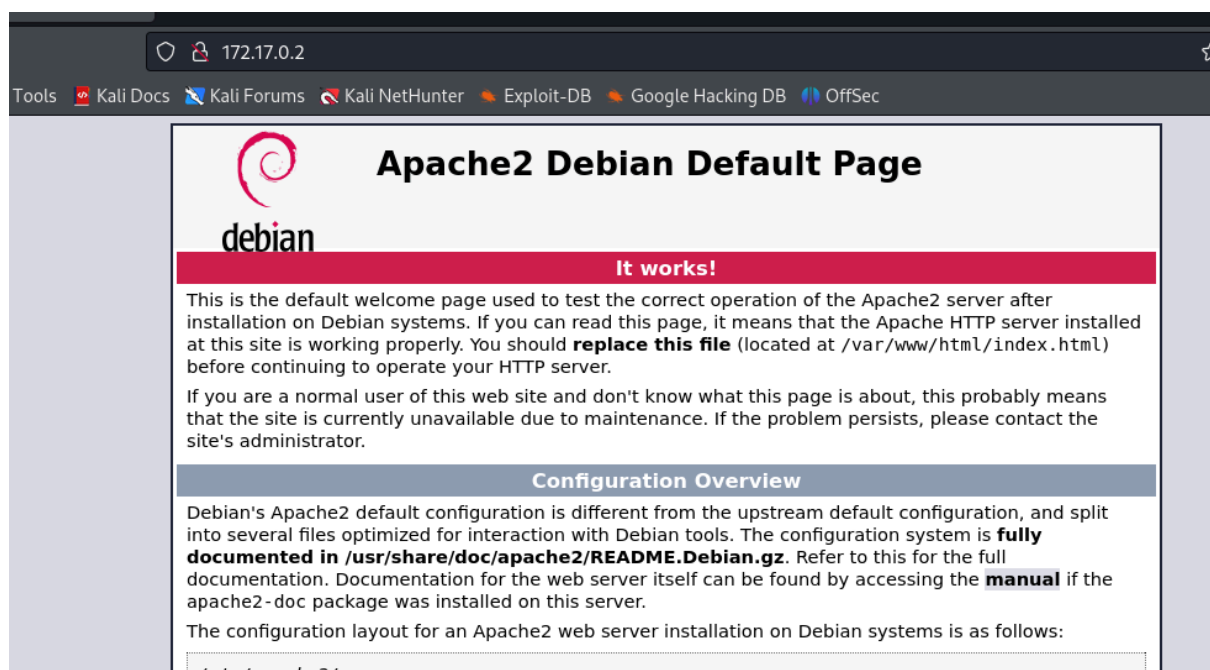 172.17.0.2
Tools Kali Docs Kali Forums Kali NetHunter Exploit-DB Google Hacking DB OffSec
debian
Apache2 Debian Default Page
It works!
This is the default welcome page used to test the correct operation of the Apache2 server after
installation on Debian systems. If you can read this page, it means that the Apache HTTP server installed
at this site is working properly. You should replace this file (located at /var/www/html/index.html)
before continuing to operate your HTTP server.
If you are a normal user of this web site and don't know what this page is about, this probably means
that the site is currently unavailable due to maintenance. If the problem persists, please contact the
site's administrator.
Configuration Overview
Debian's Apache2 default configuration is different from the upstream default configuration, and split
into several files optimized for interaction with Debian tools. The configuration system is fully
documented in /usr/share/doc/apache2/README.Debian.gz. Refer to this for the full
documentation. Documentation for the web server itself can be found by accessing the manual if the
apache2-doc package was installed on this server.
The configuration layout for an Apache2 web server installation on Debian systems is as follows: